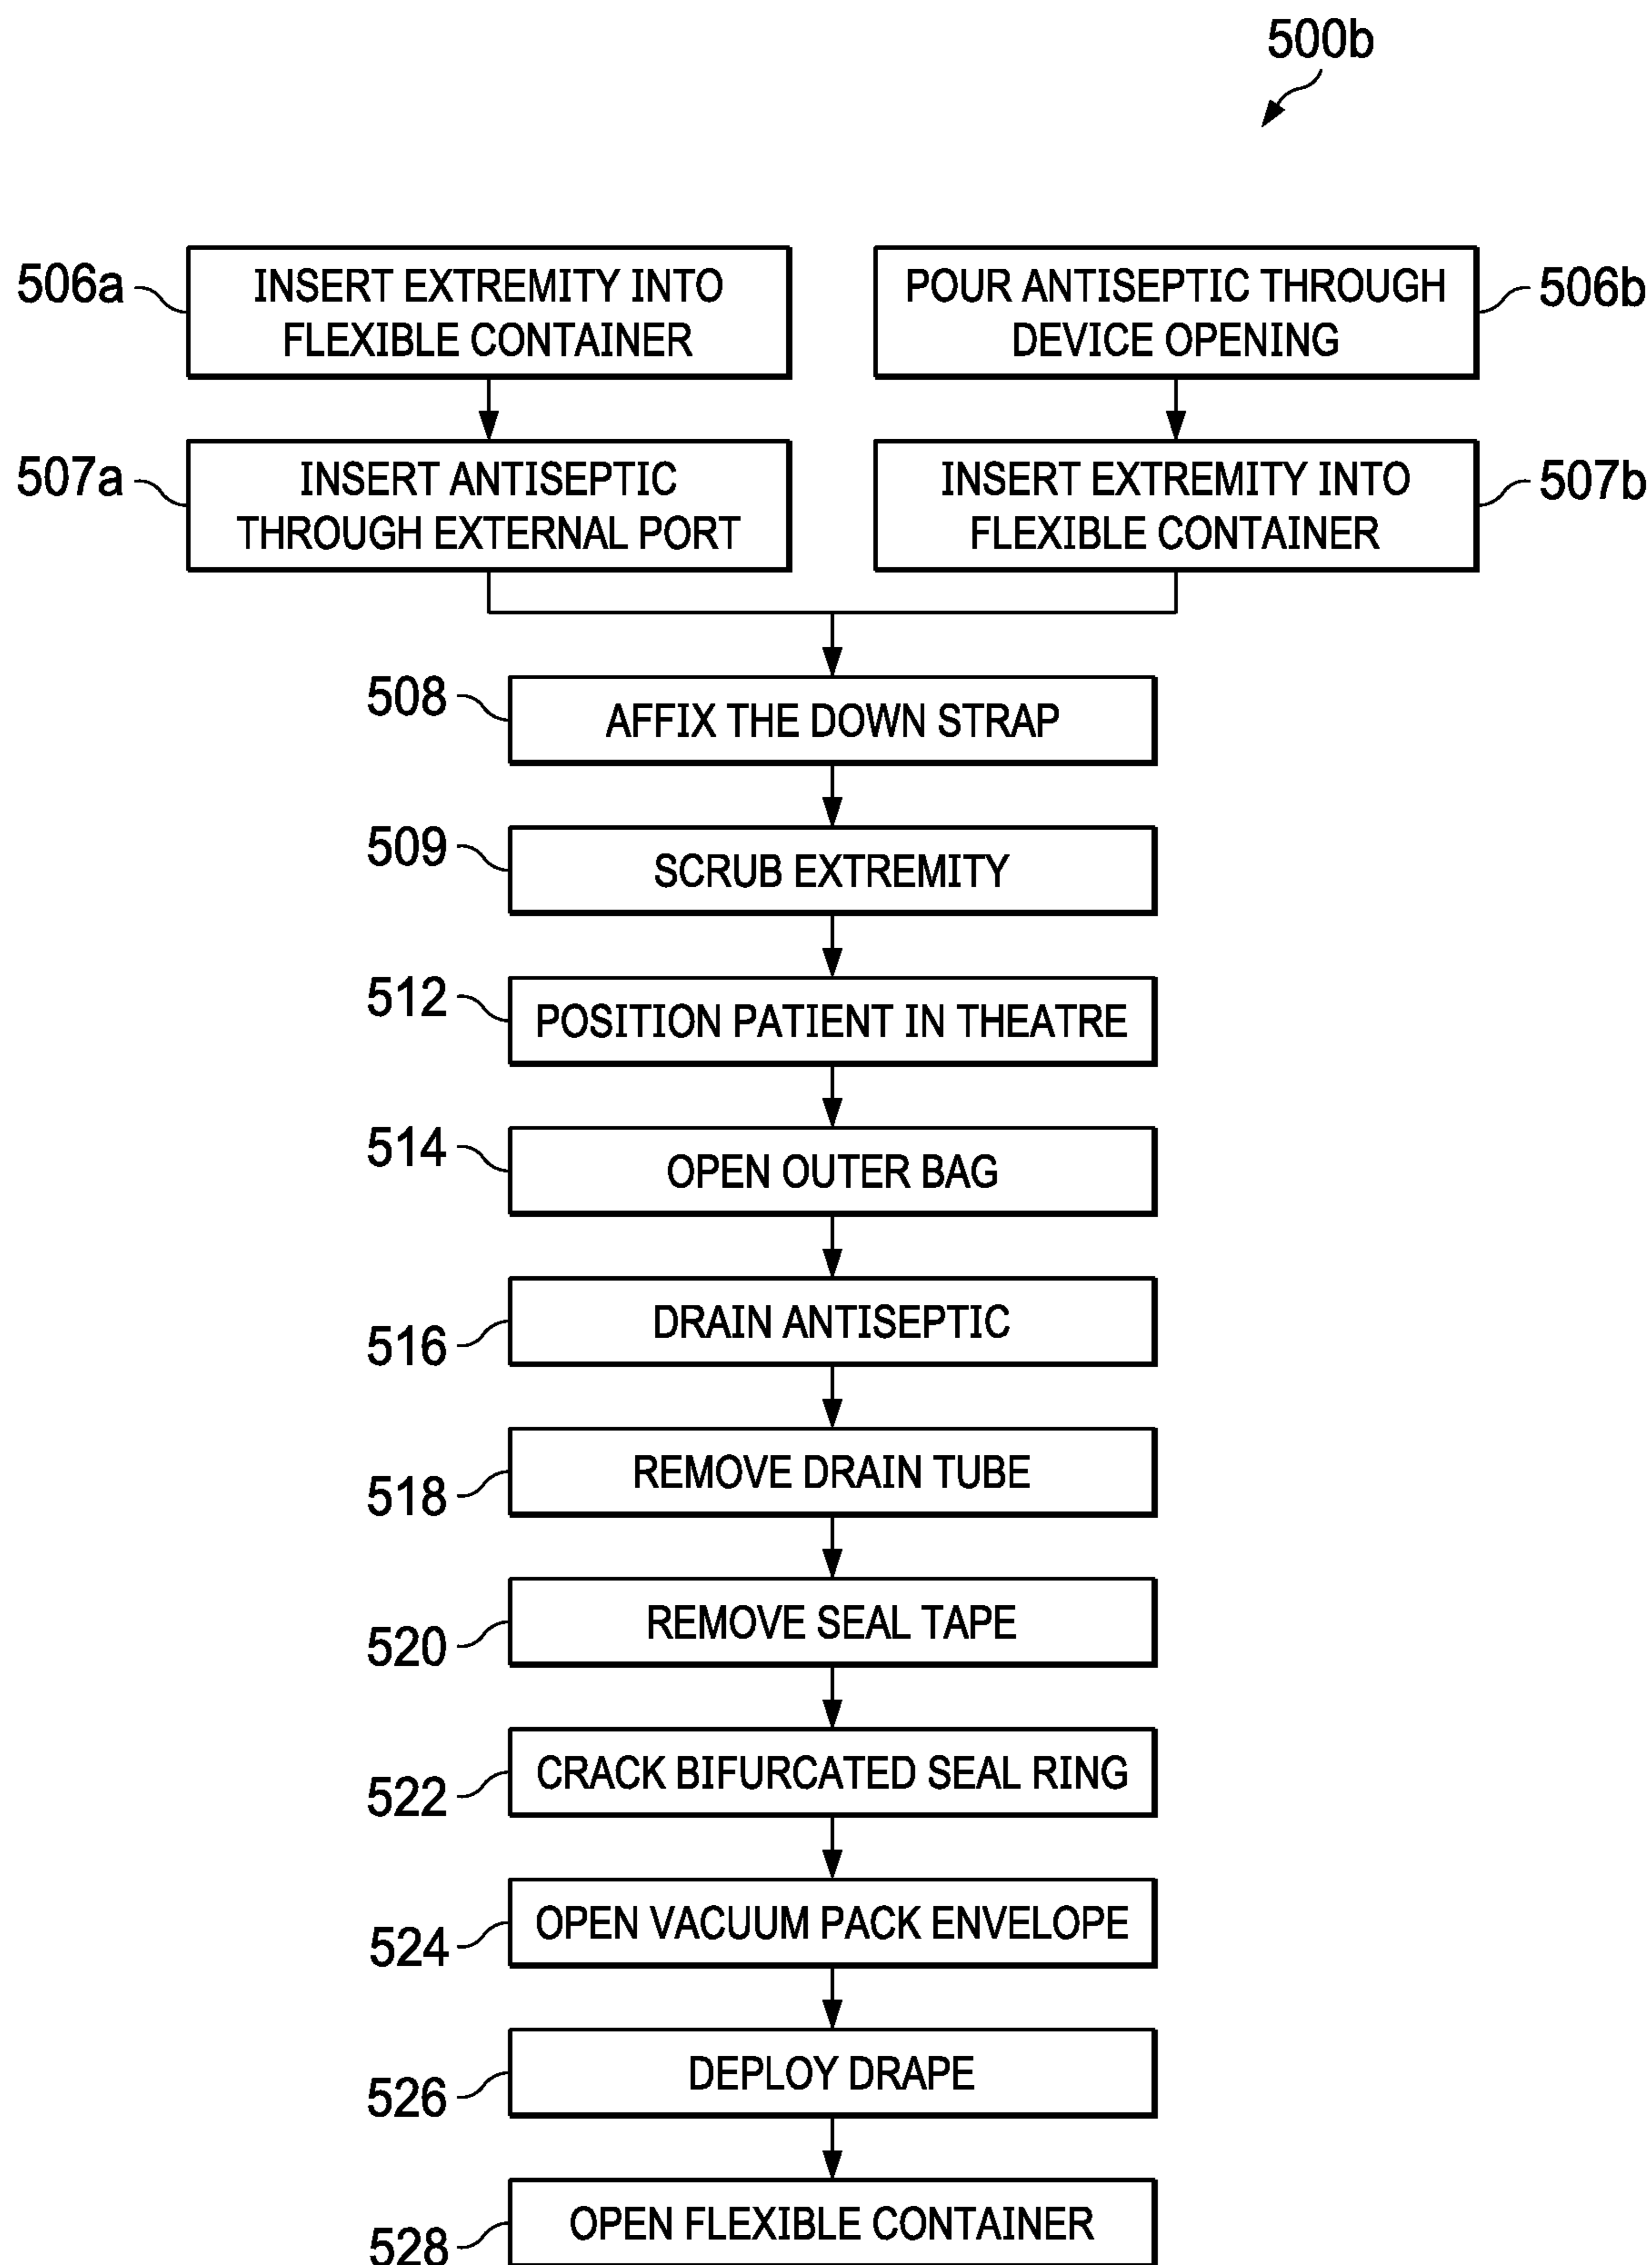 500b
506a
INSERT EXTREMITY INTO
FLEXIBLE CONTAINER
POUR ANTISEPTIC THROUGH
DEVICE OPENING
506b
507a
INSERT ANTISEPTIC
THROUGH EXTERNAL PORT
INSERT EXTREMITY INTO
FLEXIBLE CONTAINER
507b
508
AFFIX THE DOWN STRAP
509
SCRUB EXTREMITY
512
POSITION PATIENT IN THEATRE
514
OPEN OUTER BAG
516
DRAIN ANTISEPTIC
518
REMOVE DRAIN TUBE
520
REMOVE SEAL TAPE
522
CRACK BIFURCATED SEAL RING
524
OPEN VACUUM PACK ENVELOPE
526
DEPLOY DRAPE
528
OPEN FLEXIBLE CONTAINER